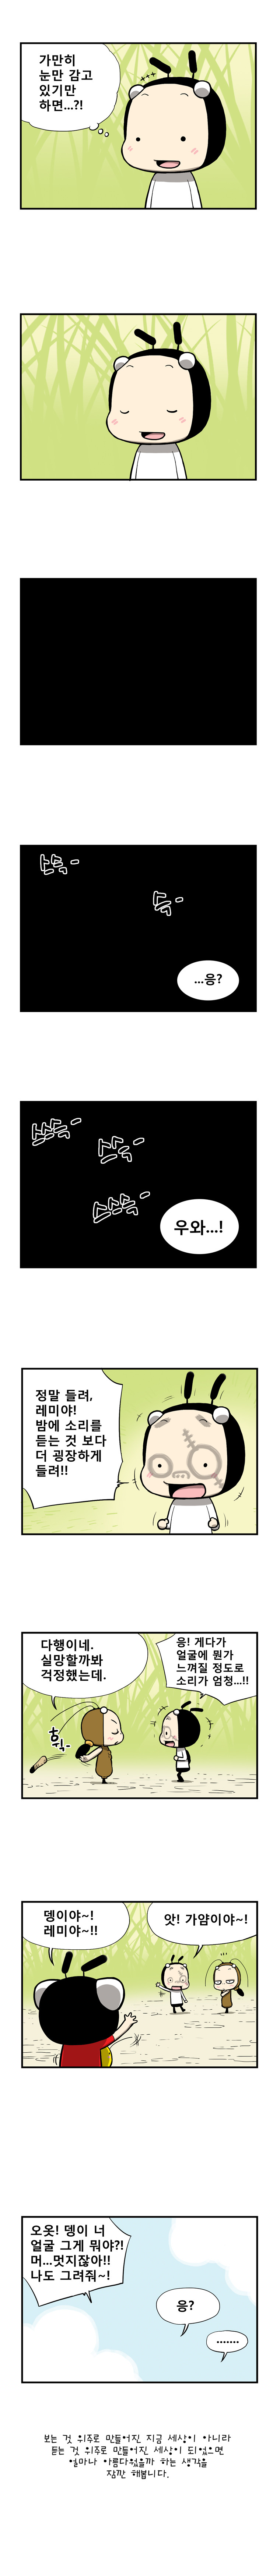 가만히
눈만 감고
있기만
하면...?!
스슥-
슥-
...응?
스스슥-
스슥-
스스슥-
우와...!
정말 들려,
레미야!
밤에 소리를
듣는 것 보다
더 굉장하게
들려!!
다행이네.
실망할까봐
걱정했는데.
응! 게다가
얼굴에 뭔가
느껴질 정도로
소리가 엄청...!!
휙-
뎅이야~!
레미야~!!
앗! 가얌이야~!
오옷! 뎅이 너
얼굴 그게 뭐야?!
머...멋지잖아!!
나도 그려줘~!
응?
.......
보는 것 위주로 만들어진 지금 세상이 아니라
듣는 것 위주로 만들어진 세상이 되었으면
얼마나 아름다웠을까 하는 생각을
잠깐 해봅니다.